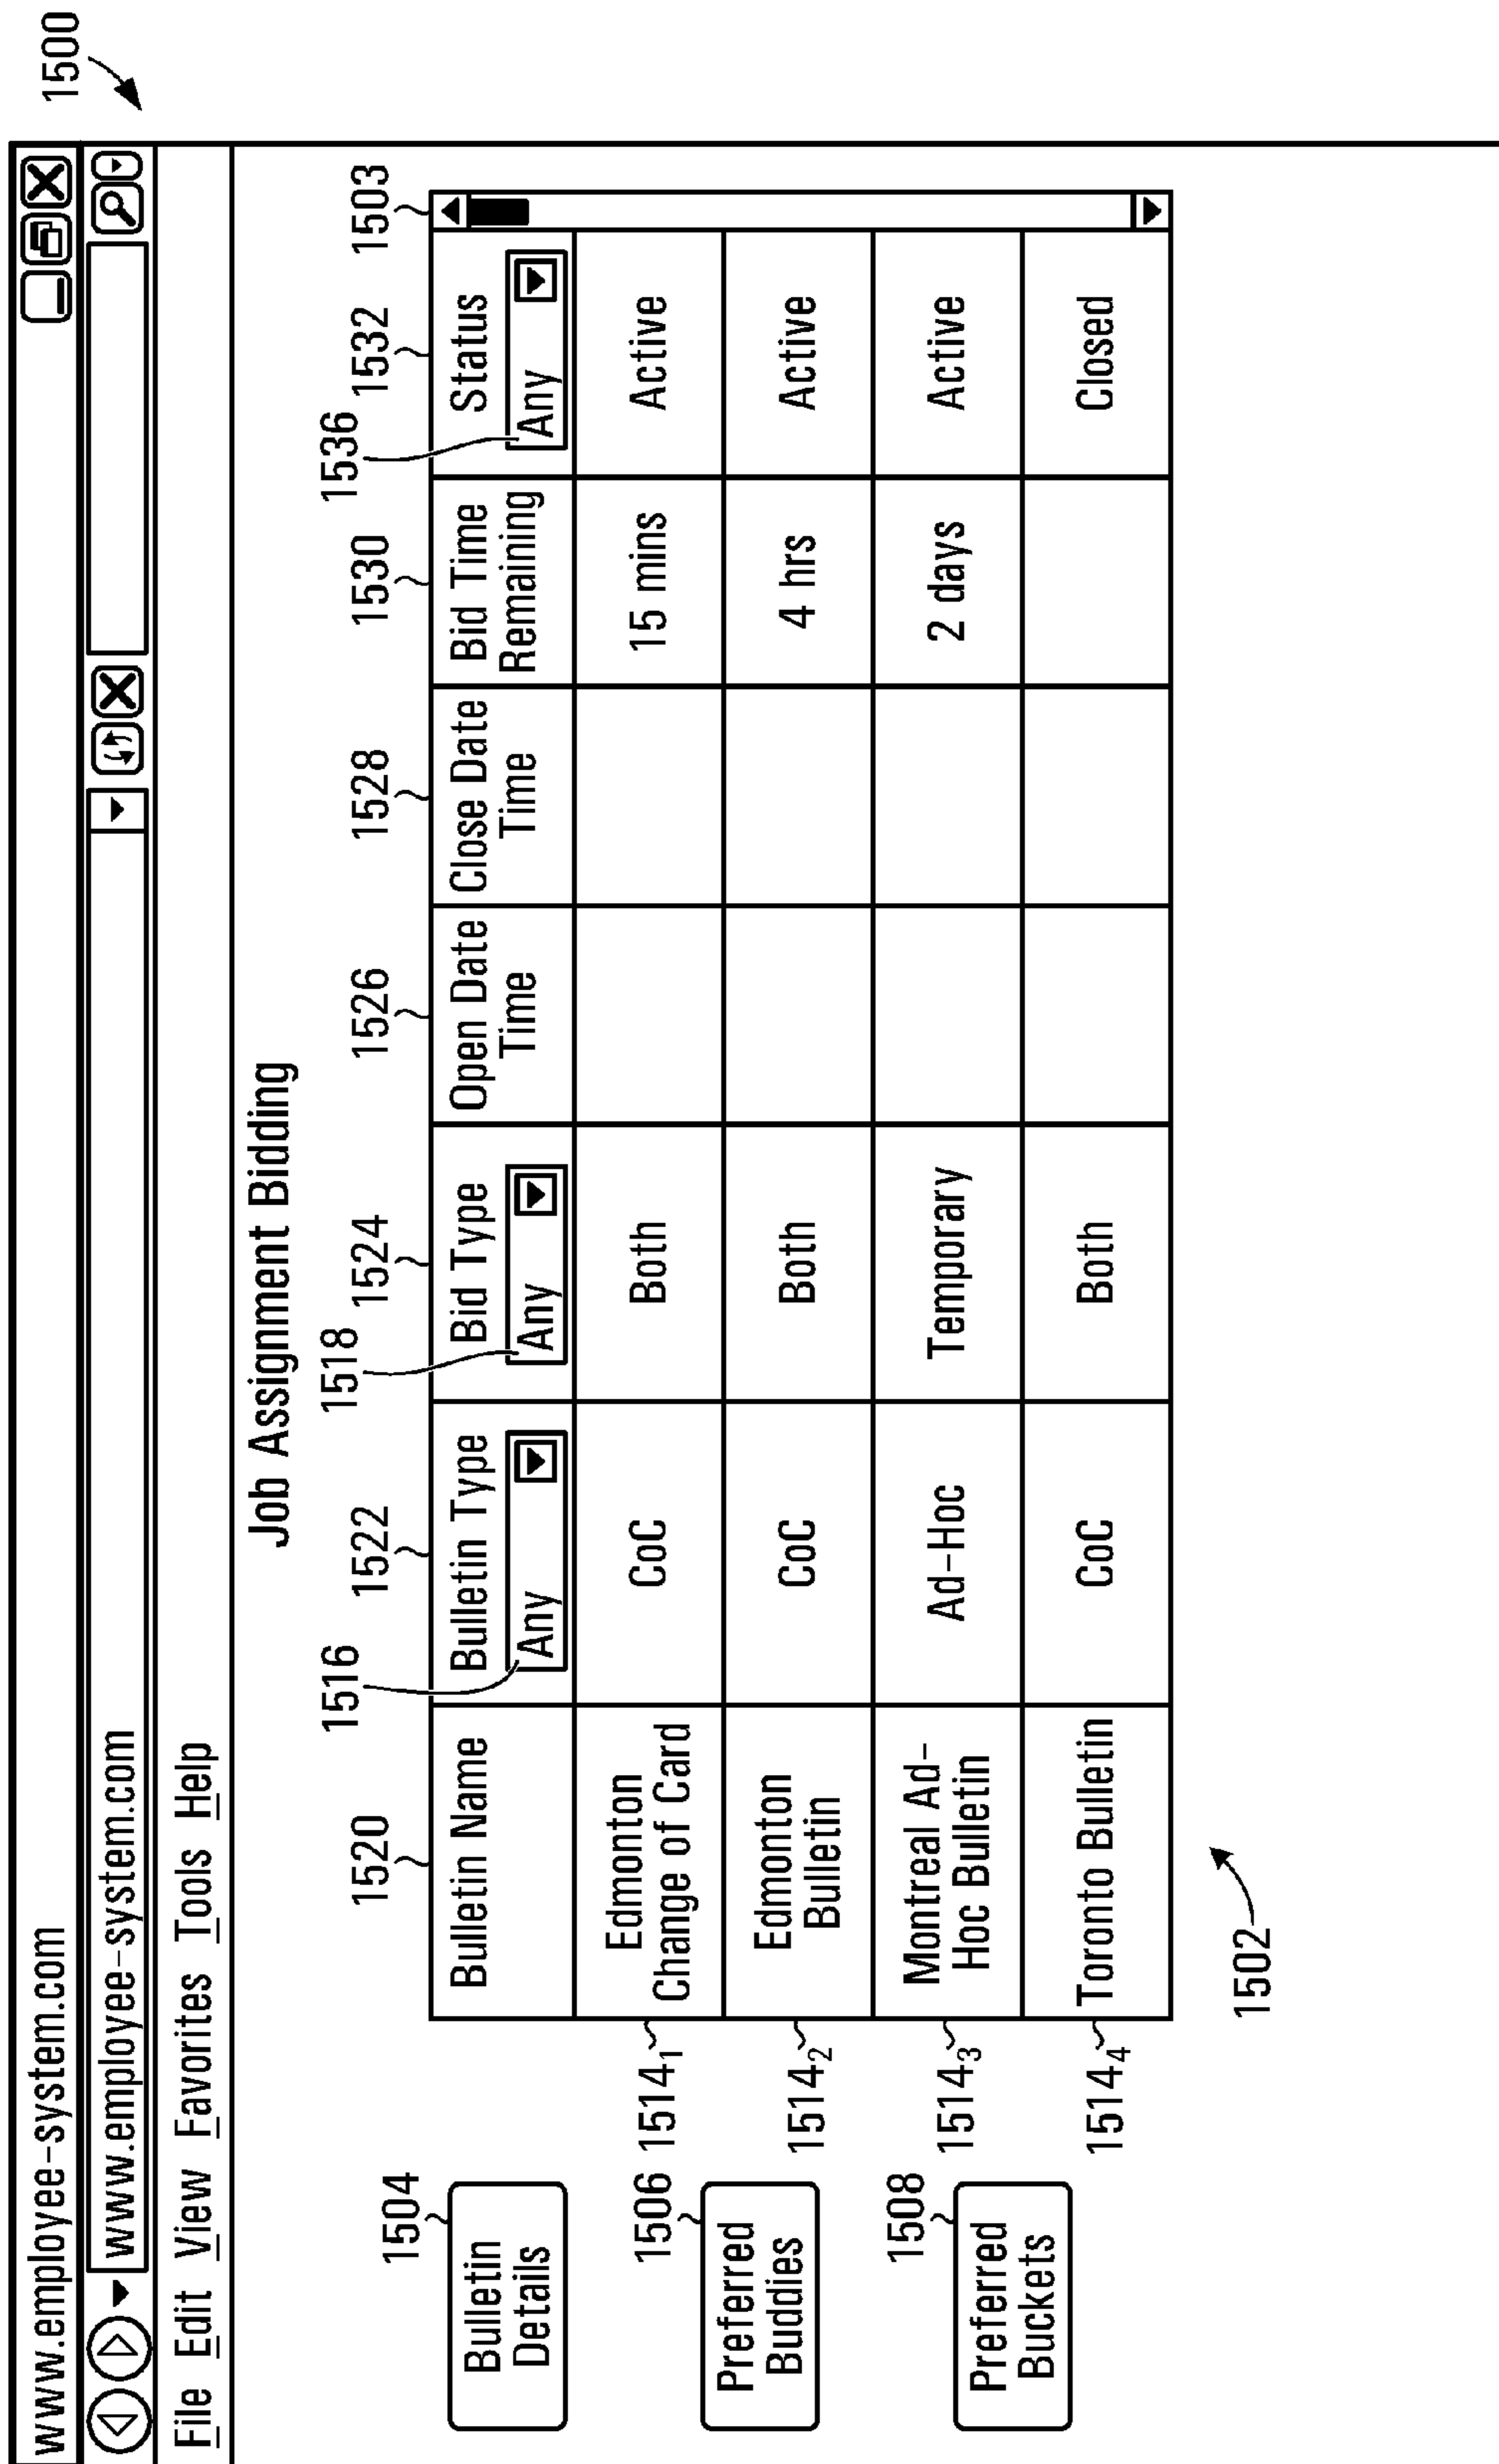 1500
www.employee-system.com
www.employee-system.com
File Edit View Favorites Tools Help
Job Assignment Bidding
1516 1518 1536
1520 1522 1524 1526 1528 1530 1532 1503
1504
Bulletin
Details
1506
Preferred
Buddies
1508
Preferred
Buckets
Bulletin Name Bulletin Type Bid Type Open Date Close Date Bid Time Status
Any Any Time Time Remaining Any
1514₁ Edmonton
Change of Card CoC Both 15 mins Active
1514₂ Edmonton
Bulletin CoC Both 4 hrs Active
1514₃ Montreal Ad-
Hoc Bulletin Ad-Hoc Temporary 2 days Active
1514₄ Toronto Bulletin CoC Both Closed
1502